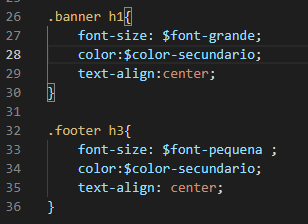 26 .banner h1{
27 font-size: $font-grande;
28 color:$color-secundario;
29 text-align:center;
30 }
31
32 .footer h3{
33 font-size: $font-pequena ;
34 color:$color-secundario;
35 text-align: center;
36 }